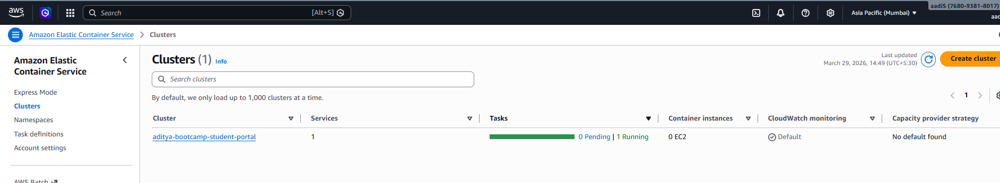 aws
Search
[Alt+S]
Asia Pacific (Mumbai) ▼
aadiS (7680-9381-8017)
Amazon Elastic Container Service > Clusters
Amazon Elastic
Container Service
Express Mode
Clusters
Namespaces
Task definitions
Account settings
AWS Batch
Clusters (1) Info
Last updated
March 29, 2026, 14:49 (UTC+5:30)
Create cluster
Search clusters
By default, we only load up to 1,000 clusters at a time.
1
Cluster Services Tasks Container instances CloudWatch monitoring Capacity provider strategy
aditya-bootcamp-student-portal 1 0 Pending | 1 Running 0 EC2 Default No default found